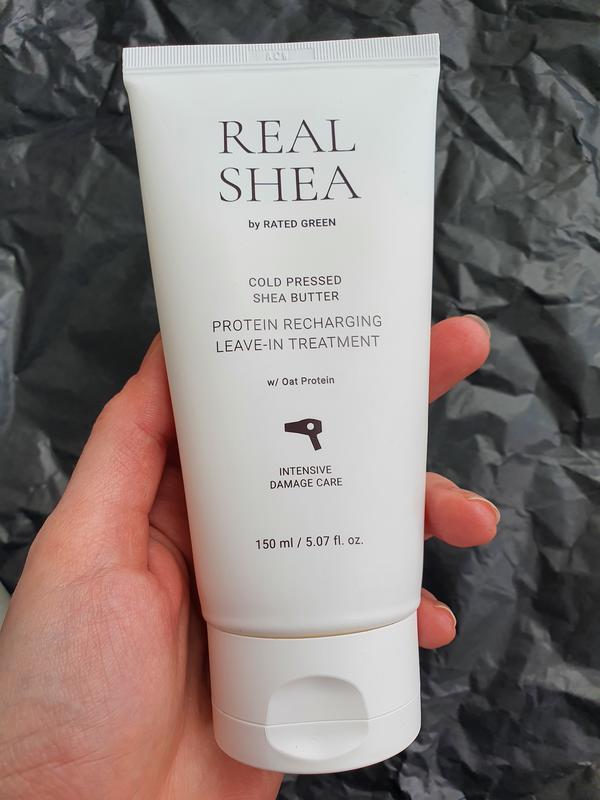 REAL
SHEA
by RATED GREEN
COLD PRESSED
SHEA BUTTER
PROTEIN RECHARGING
LEAVE-IN TREATMENT
w/ Oat Protein
INTENSIVE
DAMAGE CARE
150 ml / 5.07 fl. oz.